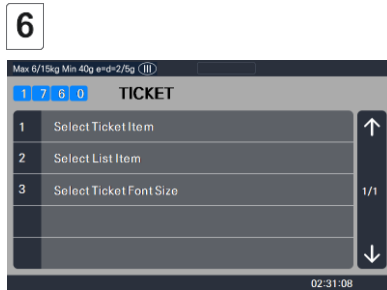 6
Max 6/15kg Min 40g e=d=2/5g III
1 7 6 0 TICKET
1 Select Ticket Item
2 Select List Item
3 Select Ticket Font Size
1/1
02:31:08